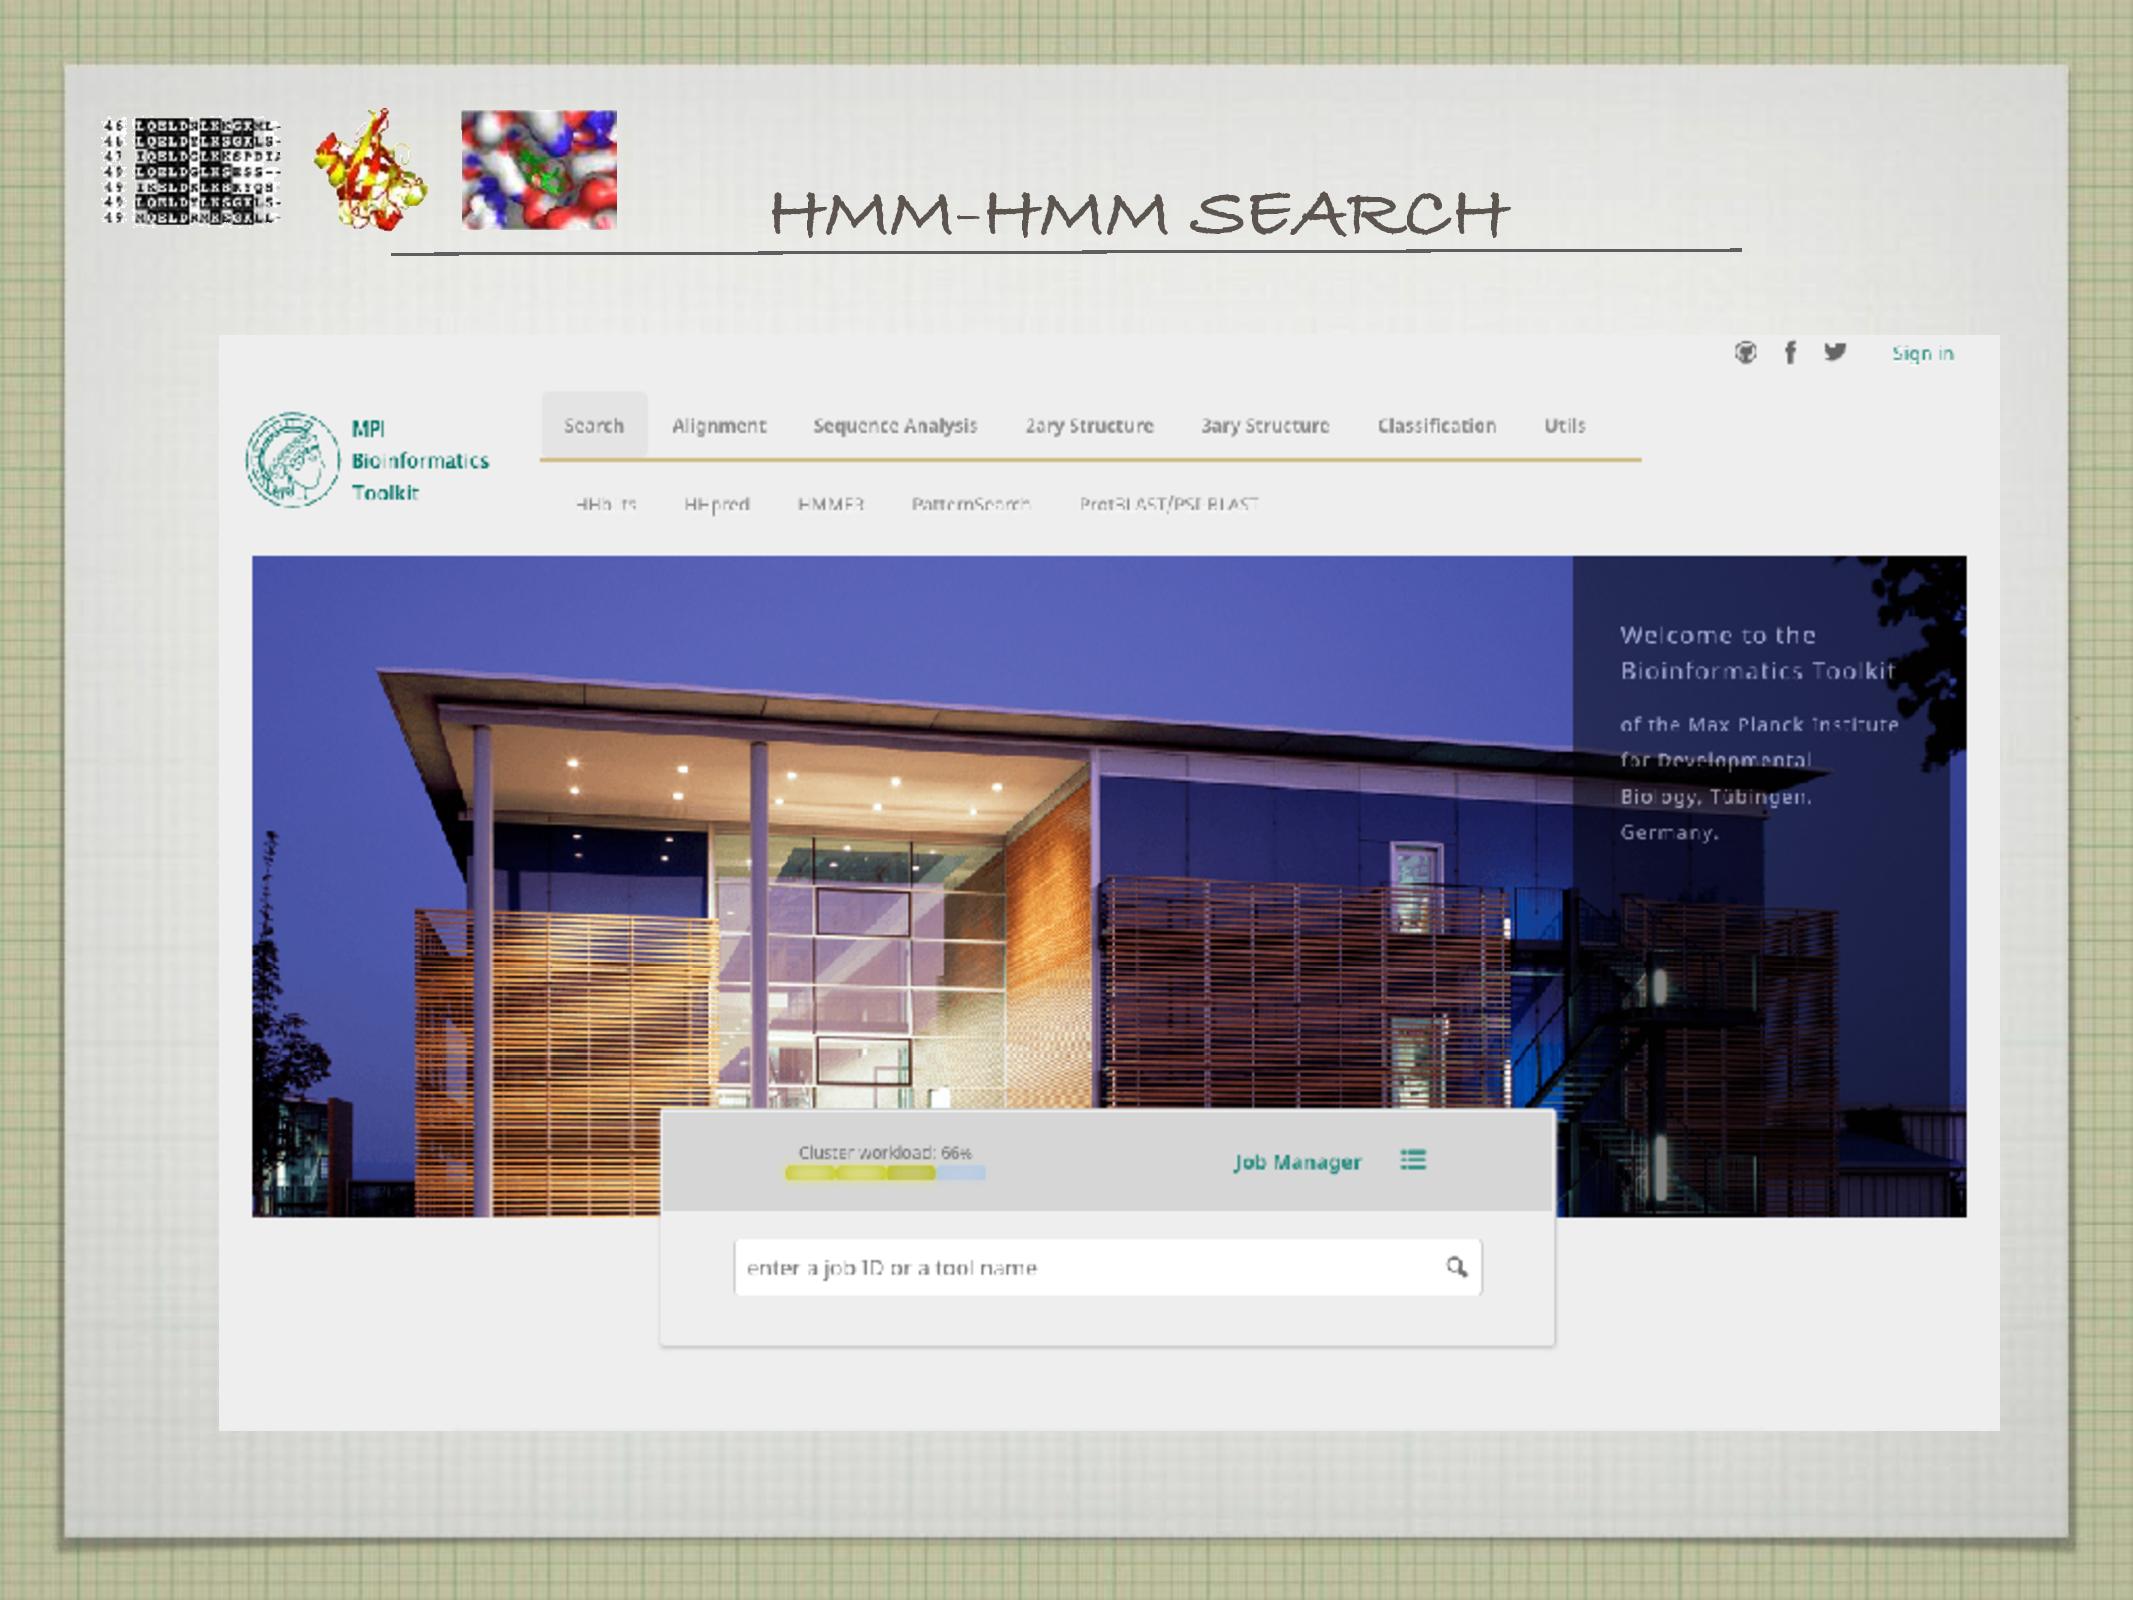 HMM-HMM SEARCH
Sign in
MPI
Bioinformatics
Toolkit
Search Alignment Sequence Analysis 2ary Structure 3ary Structure Classification Utils
HHblits HHpred HMMER PatternSearch ProtBLAST/PSI-BLAST
Welcome to the
Bioinformatics Toolkit
of the Max Planck Institute
for Developmental
Biology, Tübingen,
Germany.
Cluster workload: 66%
Job Manager
enter a job ID or a tool name